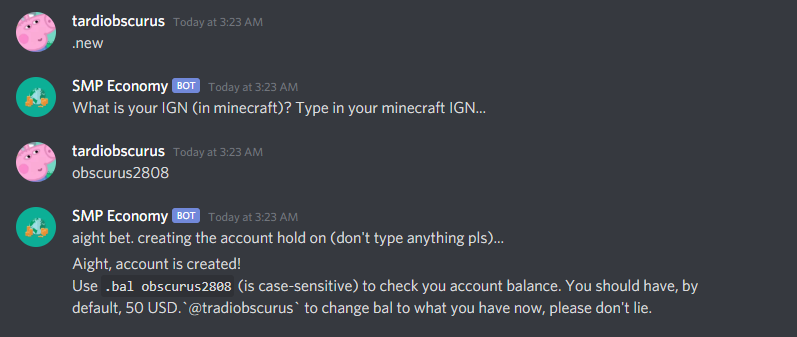 tardiobscurus Today at 3:23 AM
.new
SMP Economy BOT Today at 3:23 AM
What is your IGN (in minecraft)? Type in your minecraft IGN...
tardiobscurus Today at 3:23 AM
obscurus2808
SMP Economy BOT Today at 3:23 AM
aight bet. creating the account hold on (don't type anything pls)...
Aight, account is created!
Use .bal obscurus2808 (is case-sensitive) to check you account balance. You should have, by
default, 50 USD.`@tradiobscurus` to change bal to what you have now, please don't lie.